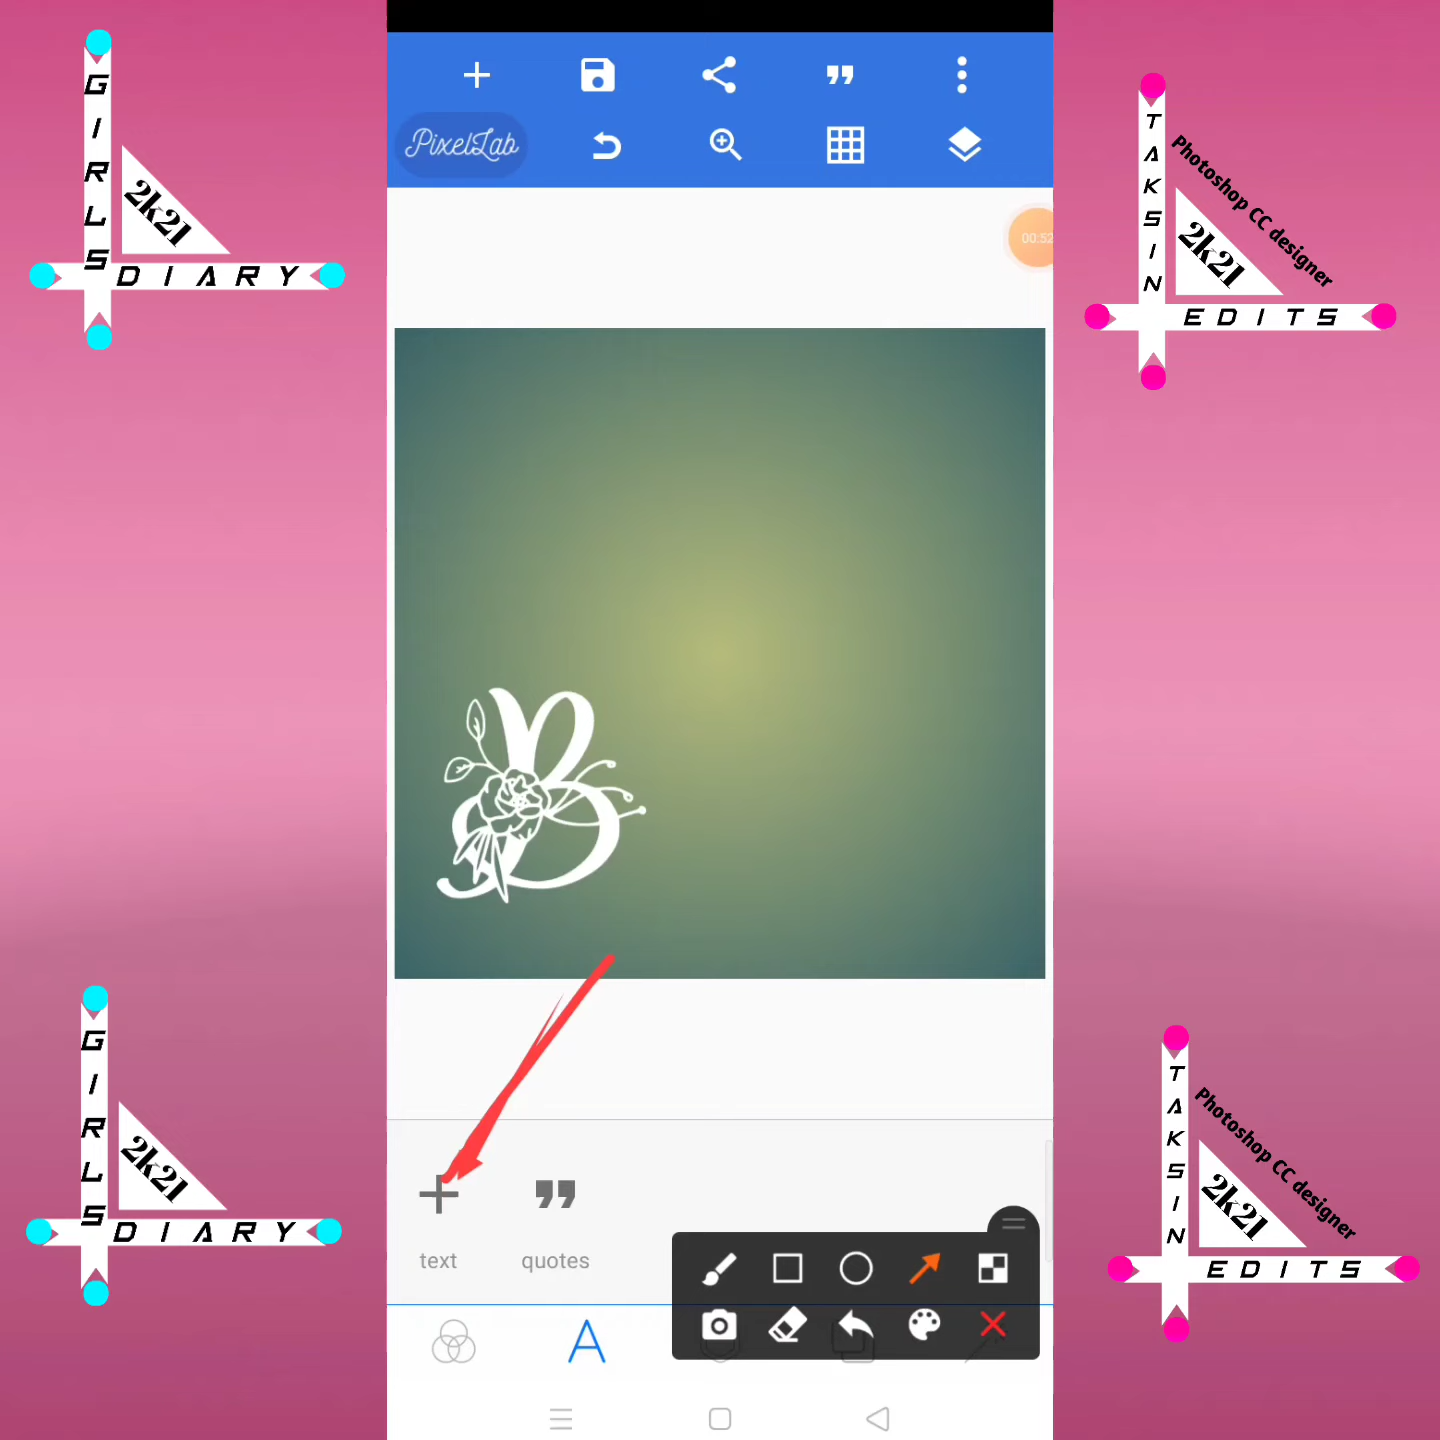 GIRLS
2k21
DIARY
TAKSIN
Photoshop CC designer
2k21
EDITS
PixelLab
00:52
B
text
quotes
A
GIRLS
2k21
DIARY
TAKSIN
Photoshop CC designer
2k21
EDITS